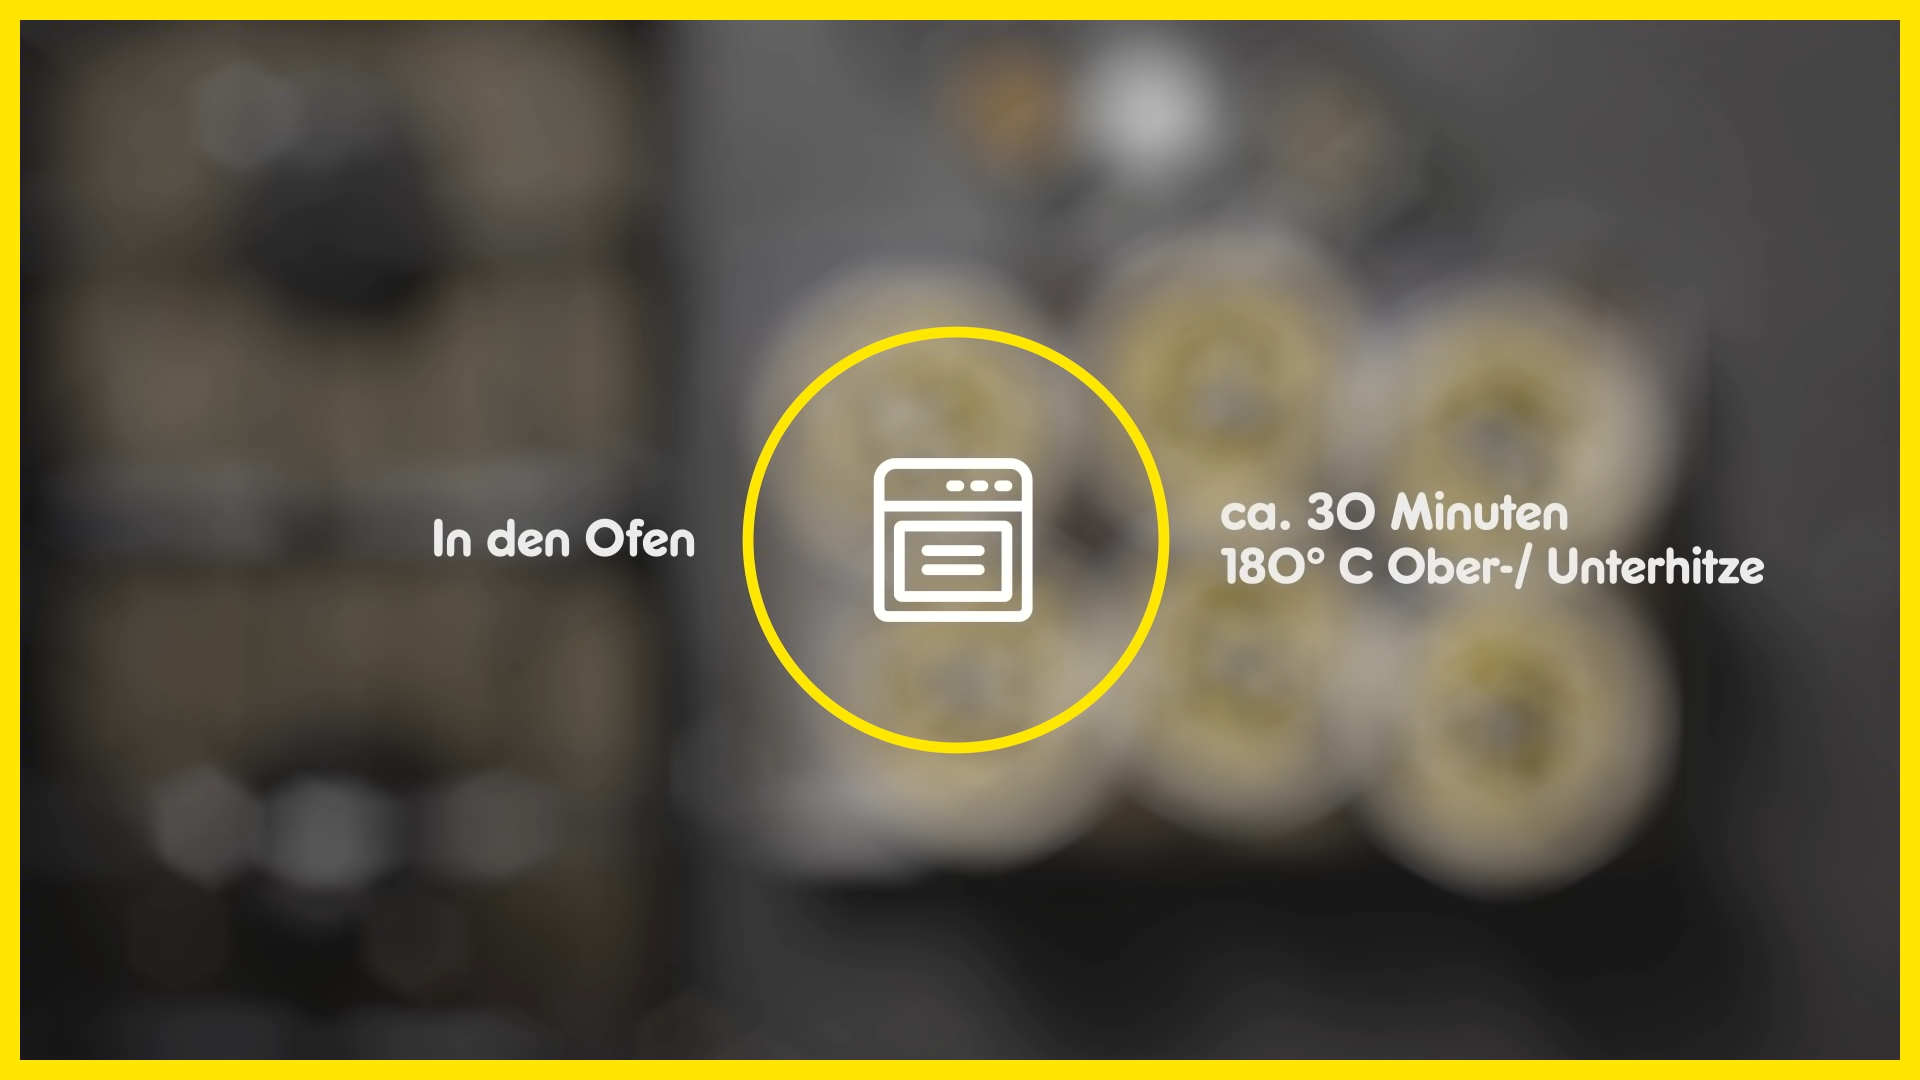 In den Ofen
ca. 30 Minuten
180° C Ober-/ Unterhitze